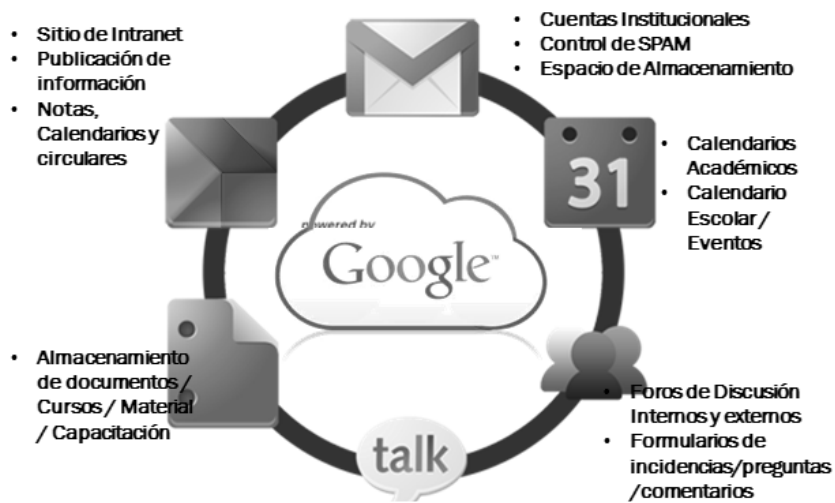 • Sitio de Intranet
• Publicación de
información
• Notas,
Calendarios y
circulares
• Cuentas Institucionales
• Control de SPAM
• Espacio de Almacenamiento
31
• Calendarios
Académicos
• Calendario
Escolar /
Eventos
powered by
Google™
• Almacenamiento
de documentos /
Cursos / Material
/ Capacitación
talk
• Foros de Discusión
Internos y externos
• Formularios de
incidencias/preguntas
/comentarios